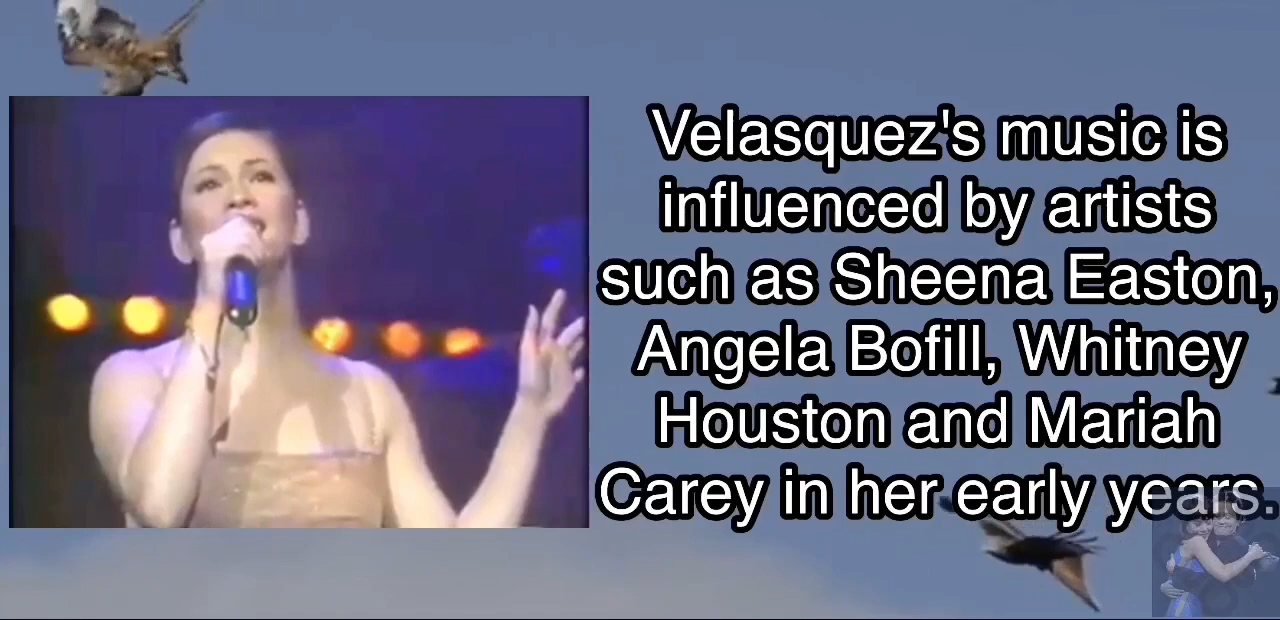 Velasquez's music is
influenced by artists
such as Sheena Easton,
Angela Bofill, Whitney
Houston and Mariah
Carey in her early years.